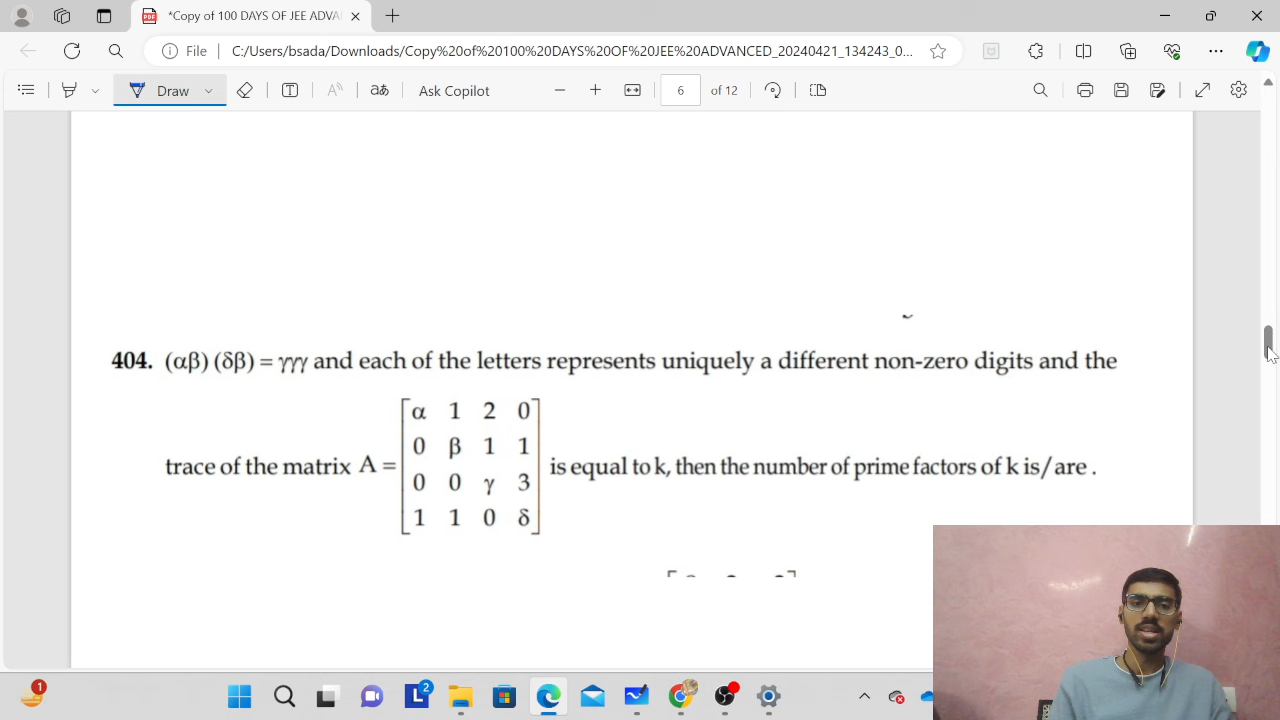 *Copy of 100 DAYS OF JEE ADVA
File
C:/Users/bsada/Downloads/Copy%20of%20100%20DAYS%20OF%20JEE%20ADVANCED_20240421_134243_0...
Draw
Ask Copilot
6 of 12
404. (αβ) (δβ) = γγγ and each of the letters represents uniquely a different non-zero digits and the
trace of the matrix A = is equal to k, then the number of prime factors of k is/are .
α 1 2 0
0 β 1 1
0 0 γ 3
1 1 0 δ
1
2